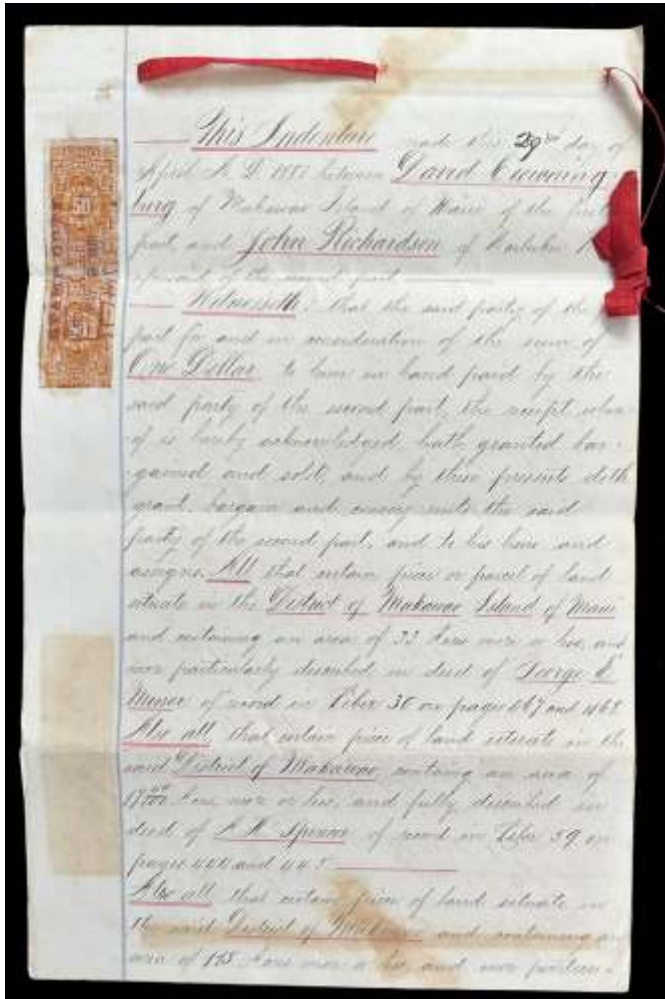 This Indenture made this 29th day of
April A. D. 188 between David Crowning
burg of Makawao Island of Maui of the first
part and John Richardson of Wailuku
of the second part
Witnesseth: that the said party of the
part for and in consideration of the sum of
One Dollar to him in hand paid by the
said party of the second part, the receipt where
of is hereby acknowledged, hath granted bar-
-gained and sold, and by these presents doth
grant, bargain and convey unto the said
party of the second part, and to his heirs and
assigns. All that certain piece or parcel of land
situate in the District of Makawao Island of Maui
and containing an area of 33 Acres more or less, and
more particularly described in deed of George E.
Miner of record in Liber 30 on pages 467 and 468
Also all that certain piece of land situate in the
said District of Makawao containing an area of
17 Acres more or less, and fully described in
deed of of record in Liber 39 on
pages 444 and 445
Also all that certain piece of land situate in
the said District of Makawao and containing an
area of Acres more or less, and more particu-
50
50